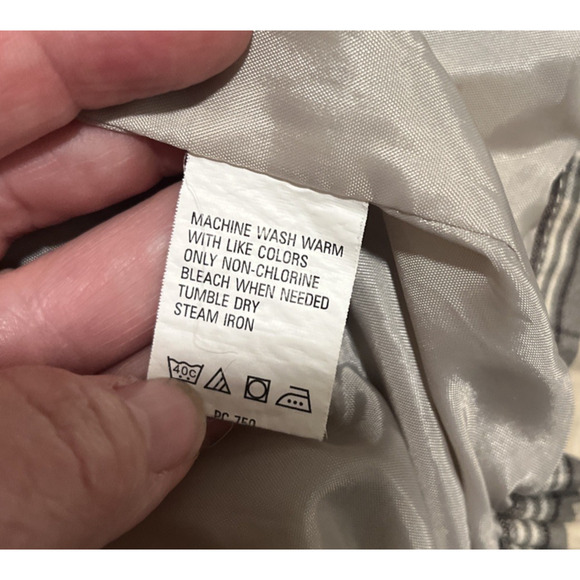 MACHINE WASH WARM
WITH LIKE COLORS
ONLY NON-CHLORINE
BLEACH WHEN NEEDED
TUMBLE DRY
STEAM IRON
40C